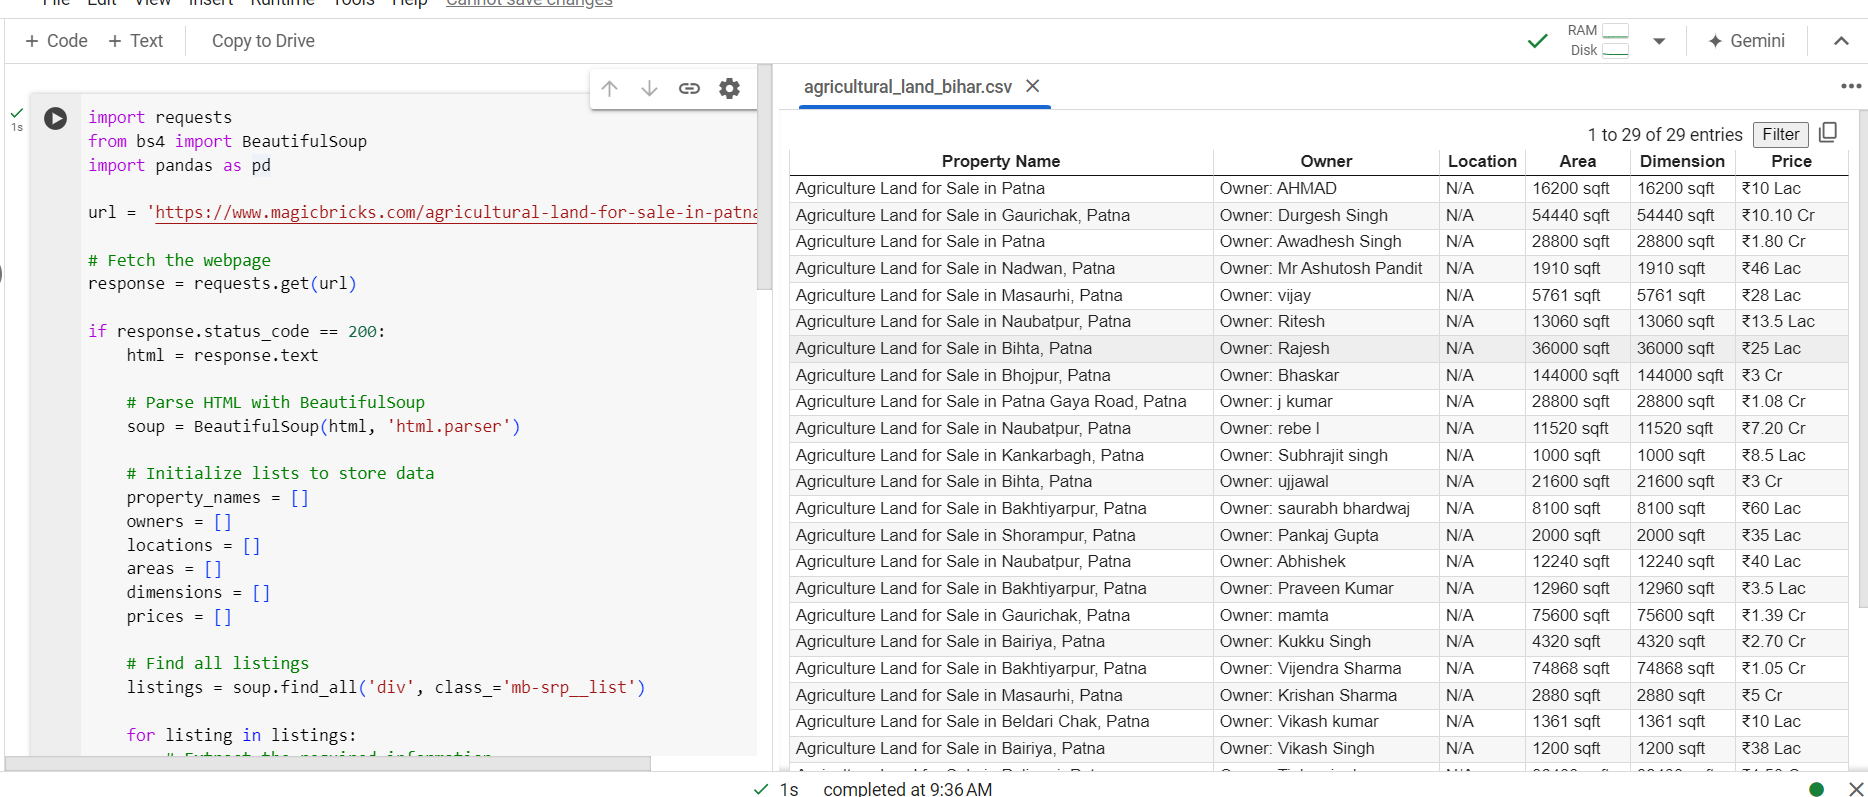 File Edit View Insert Runtime Tools Help Cannot save changes
+ Code + Text Copy to Drive
RAM
Disk
Gemini
1s
import requests
from bs4 import BeautifulSoup
import pandas as pd
url = 'https://www.magicbricks.com/agricultural-land-for-sale-in-patna
# Fetch the webpage
response = requests.get(url)
if response.status_code == 200:
html = response.text
# Parse HTML with BeautifulSoup
soup = BeautifulSoup(html, 'html.parser')
# Initialize lists to store data
property_names = []
owners = []
locations = []
areas = []
dimensions = []
prices = []
# Find all listings
listings = soup.find_all('div', class_='mb-srp__list')
for listing in listings:
# Extract the required information
agricultural_land_bihar.csv
1 to 29 of 29 entries Filter
Property Name Owner Location Area Dimension Price
Agriculture Land for Sale in Patna Owner: AHMAD N/A 16200 sqft 16200 sqft ₹10 Lac
Agriculture Land for Sale in Gaurichak, Patna Owner: Durgesh Singh N/A 54440 sqft 54440 sqft ₹10.10 Cr
Agriculture Land for Sale in Patna Owner: Awadhesh Singh N/A 28800 sqft 28800 sqft ₹1.80 Cr
Agriculture Land for Sale in Nadwan, Patna Owner: Mr Ashutosh Pandit N/A 1910 sqft 1910 sqft ₹46 Lac
Agriculture Land for Sale in Masaurhi, Patna Owner: vijay N/A 5761 sqft 5761 sqft ₹28 Lac
Agriculture Land for Sale in Naubatpur, Patna Owner: Ritesh N/A 13060 sqft 13060 sqft ₹13.5 Lac
Agriculture Land for Sale in Bihta, Patna Owner: Rajesh N/A 36000 sqft 36000 sqft ₹25 Lac
Agriculture Land for Sale in Bhojpur, Patna Owner: Bhaskar N/A 144000 sqft 144000 sqft ₹3 Cr
Agriculture Land for Sale in Patna Gaya Road, Patna Owner: j kumar N/A 28800 sqft 28800 sqft ₹1.08 Cr
Agriculture Land for Sale in Naubatpur, Patna Owner: rebe l N/A 11520 sqft 11520 sqft ₹7.20 Cr
Agriculture Land for Sale in Kankarbagh, Patna Owner: Subhrajit singh N/A 1000 sqft 1000 sqft ₹8.5 Lac
Agriculture Land for Sale in Bihta, Patna Owner: ujjawal N/A 21600 sqft 21600 sqft ₹3 Cr
Agriculture Land for Sale in Bakhtiyarpur, Patna Owner: saurabh bhardwaj N/A 8100 sqft 8100 sqft ₹60 Lac
Agriculture Land for Sale in Shorampur, Patna Owner: Pankaj Gupta N/A 2000 sqft 2000 sqft ₹35 Lac
Agriculture Land for Sale in Naubatpur, Patna Owner: Abhishek N/A 12240 sqft 12240 sqft ₹40 Lac
Agriculture Land for Sale in Bakhtiyarpur, Patna Owner: Praveen Kumar N/A 12960 sqft 12960 sqft ₹3.5 Lac
Agriculture Land for Sale in Gaurichak, Patna Owner: mamta N/A 75600 sqft 75600 sqft ₹1.39 Cr
Agriculture Land for Sale in Bairiya, Patna Owner: Kukku Singh N/A 4320 sqft 4320 sqft ₹2.70 Cr
Agriculture Land for Sale in Bakhtiyarpur, Patna Owner: Vijendra Sharma N/A 74868 sqft 74868 sqft ₹1.05 Cr
Agriculture Land for Sale in Masaurhi, Patna Owner: Krishan Sharma N/A 2880 sqft 2880 sqft ₹5 Cr
Agriculture Land for Sale in Beldari Chak, Patna Owner: Vikash kumar N/A 1361 sqft 1361 sqft ₹10 Lac
Agriculture Land for Sale in Bairiya, Patna Owner: Vikash Singh N/A 1200 sqft 1200 sqft ₹38 Lac
1s completed at 9:36 AM